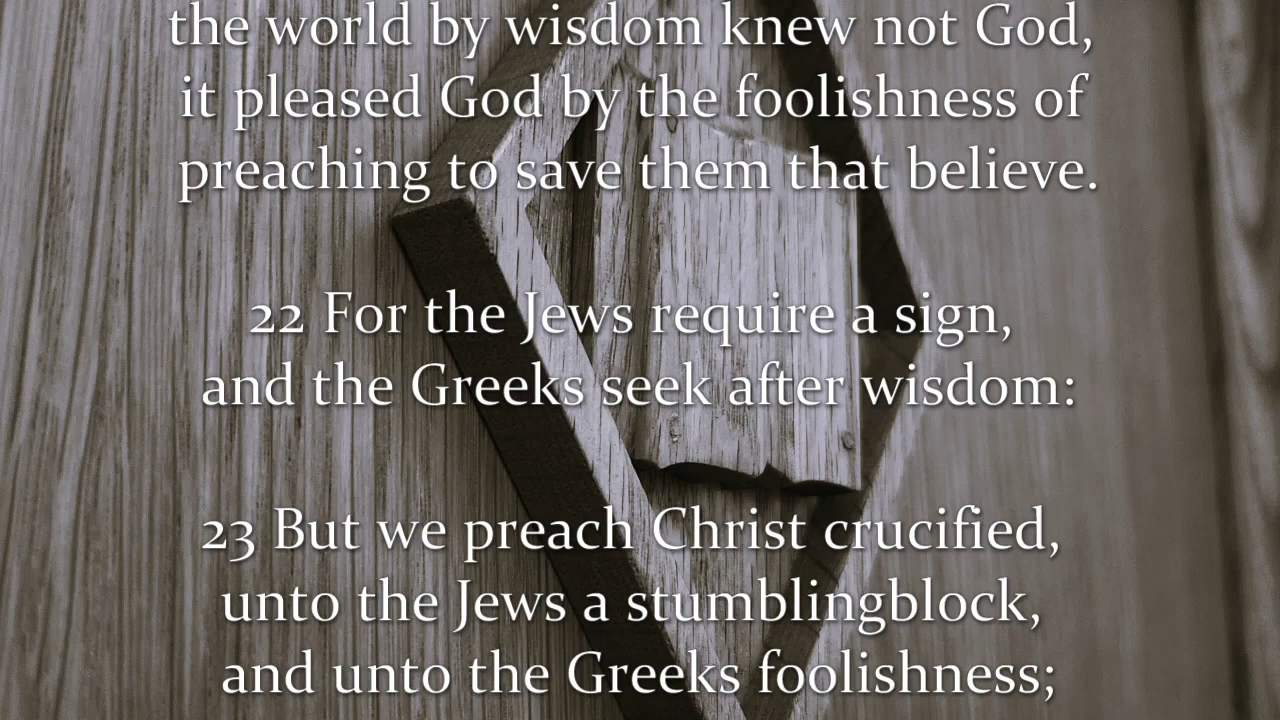 the world by wisdom knew not God,
it pleased God by the foolishness of
preaching to save them that believe.
22 For the Jews require a sign,
and the Greeks seek after wisdom:
23 But we preach Christ crucified,
unto the Jews a stumblingblock,
and unto the Greeks foolishness;